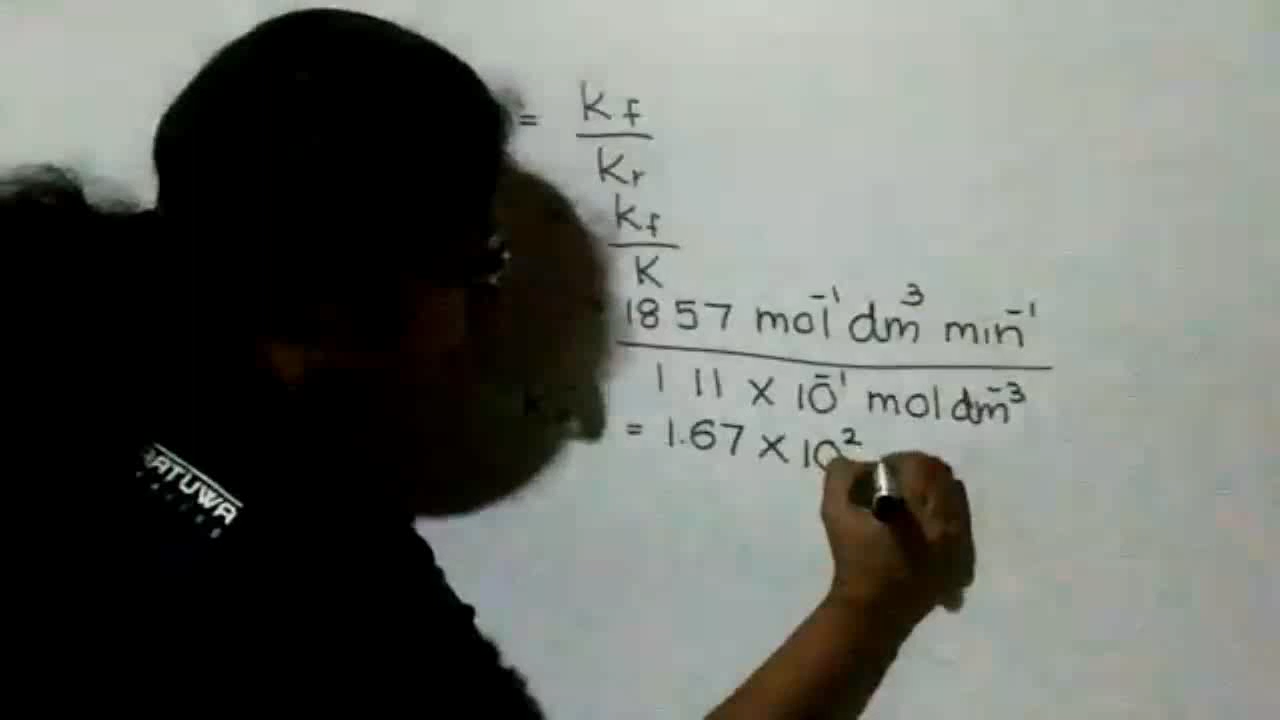 = Kf
Kr
Kf
K
1857 mol⁻¹ dm³ min⁻¹
1 11 × 10⁻¹ mol dm⁻³
= 1.67 × 10²